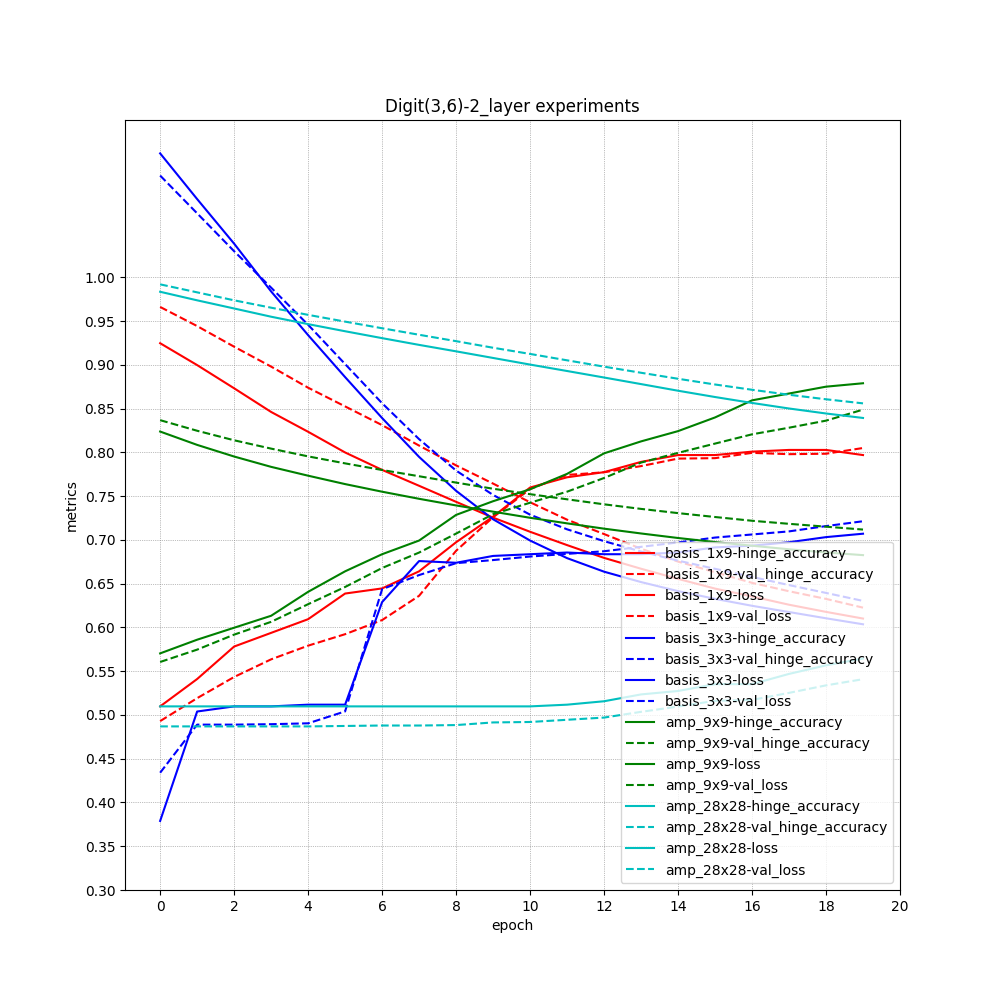 Digit(3,6)-2_layer experiments
metrics
1.00
0.95
0.90
0.85
0.80
0.75
0.70
0.65
0.60
0.55
0.50
0.45
0.40
0.35
0.30
basis_1x9-hinge_accuracy
basis_1x9-val_hinge_accuracy
basis_1x9-loss
basis_1x9-val_loss
basis_3x3-hinge_accuracy
basis_3x3-val_hinge_accuracy
basis_3x3-loss
basis_3x3-val_loss
amp_9x9-hinge_accuracy
amp_9x9-val_hinge_accuracy
amp_9x9-loss
amp_9x9-val_loss
amp_28x28-hinge_accuracy
amp_28x28-val_hinge_accuracy
amp_28x28-loss
amp_28x28-val_loss
0 2 4 6 8 10 12 14 16 18 20
epoch